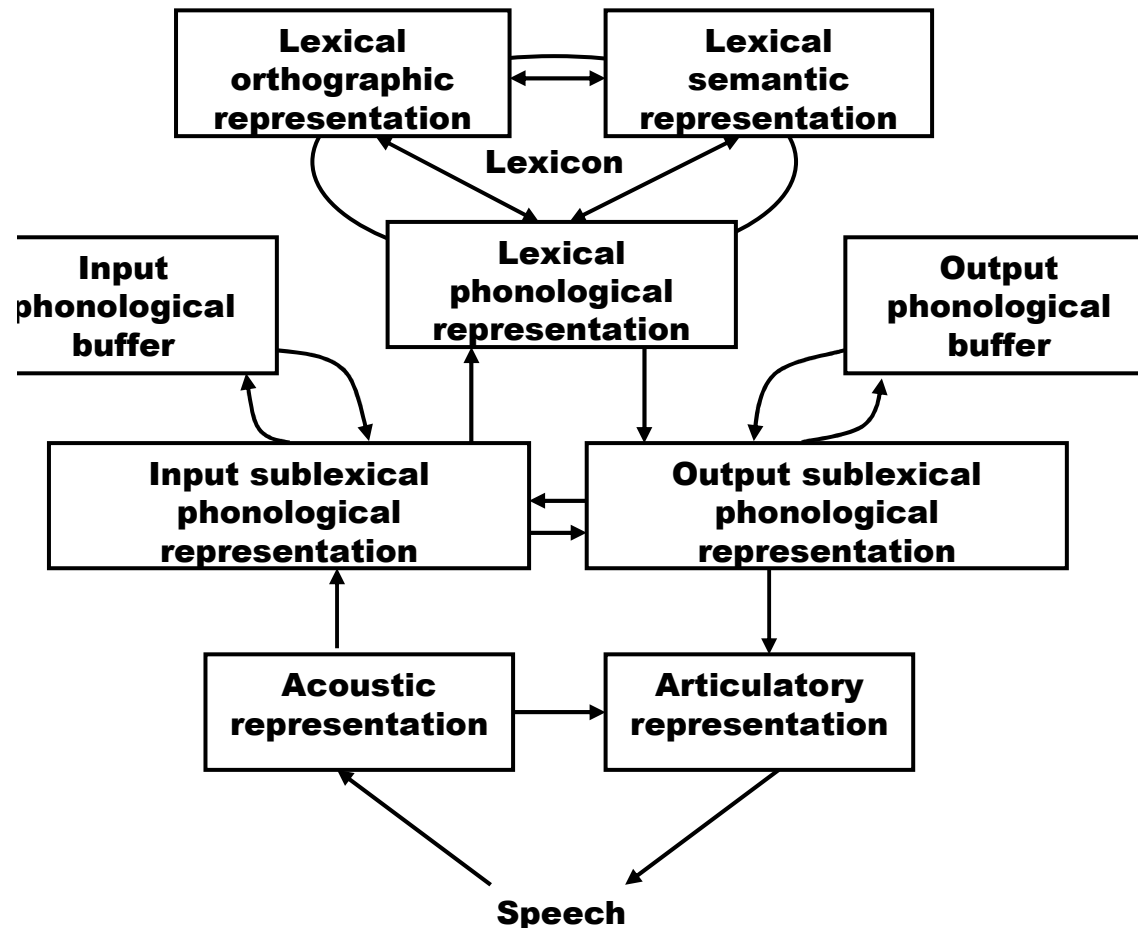 Lexical
orthographic
representation
Lexical
semantic
representation
Lexicon
Lexical
phonological
representation
Input
phonological
buffer
Output
phonological
buffer
Input sublexical
phonological
representation
Output sublexical
phonological
representation
Acoustic
representation
Articulatory
representation
Speech